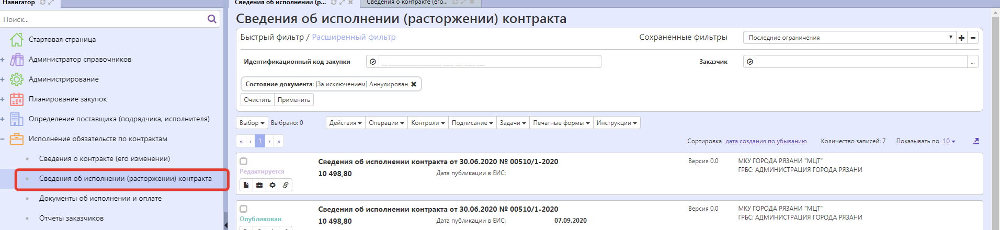 Навигатор
Поиск...
Стартовая страница
Администратор справочников
Администрирование
Планирование закупок
Определение поставщика (подрядчика, исполнителя)
Исполнение обязательств по контрактам
Сведения о контракте (его изменении)
Сведения об исполнении (расторжении) контракта
Документы об исполнении и оплате
Отчеты заказчиков
Сведения об исполнении (р... Сведения о контракте (его...
Сведения об исполнении (расторжении) контракта
Быстрый фильтр / Расширенный фильтр Сохраненные фильтры Последние ограничения
Идентификационный код закупки Заказчик ...
Состояние документа: [За исключением] Аннулирован
Очистить Применить
Выбор Выбрано: 0 Действия Операции Контроли Подписание Задачи Печатные формы Инструкции
« ‹ 1 › » Сортировка дата создания по убыванию Количество записей: 7 Показывать по 10
Сведения об исполнении контракта от 30.06.2020 № 00510/1-2020 Версия 0.0 МКУ ГОРОДА РЯЗАНИ "МЦТ"
Редактируется 10 498,80 Дата публикации в ЕИС: ГРБС: АДМИНИСТРАЦИЯ ГОРОДА РЯЗАНИ
Сведения об исполнении контракта от 30.06.2020 № 00510/1-2020 Версия 0.0 МКУ ГОРОДА РЯЗАНИ "МЦТ"
Опубликован 10 498,80 Дата публикации в ЕИС: 07.09.2020 ГРБС: АДМИНИСТРАЦИЯ ГОРОДА РЯЗАНИ